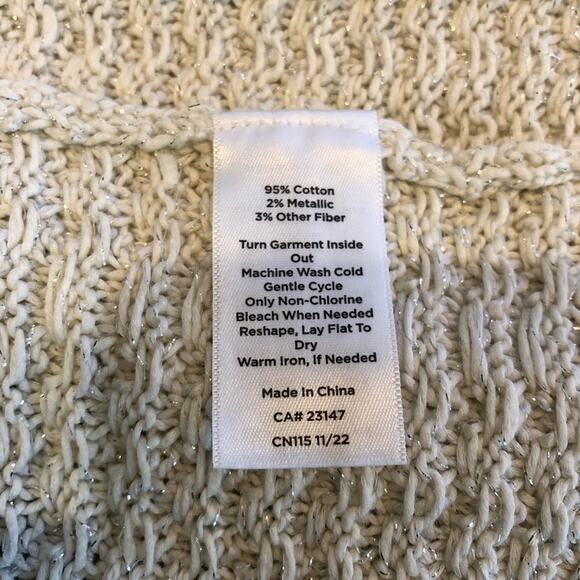 95% Cotton
2% Metallic
3% Other Fiber
Turn Garment Inside
Out
Machine Wash Cold
Gentle Cycle
Only Non-Chlorine
Bleach When Needed
Reshape, Lay Flat To
Dry
Warm Iron, If Needed
Made In China
CA# 23147
CN115 11/22